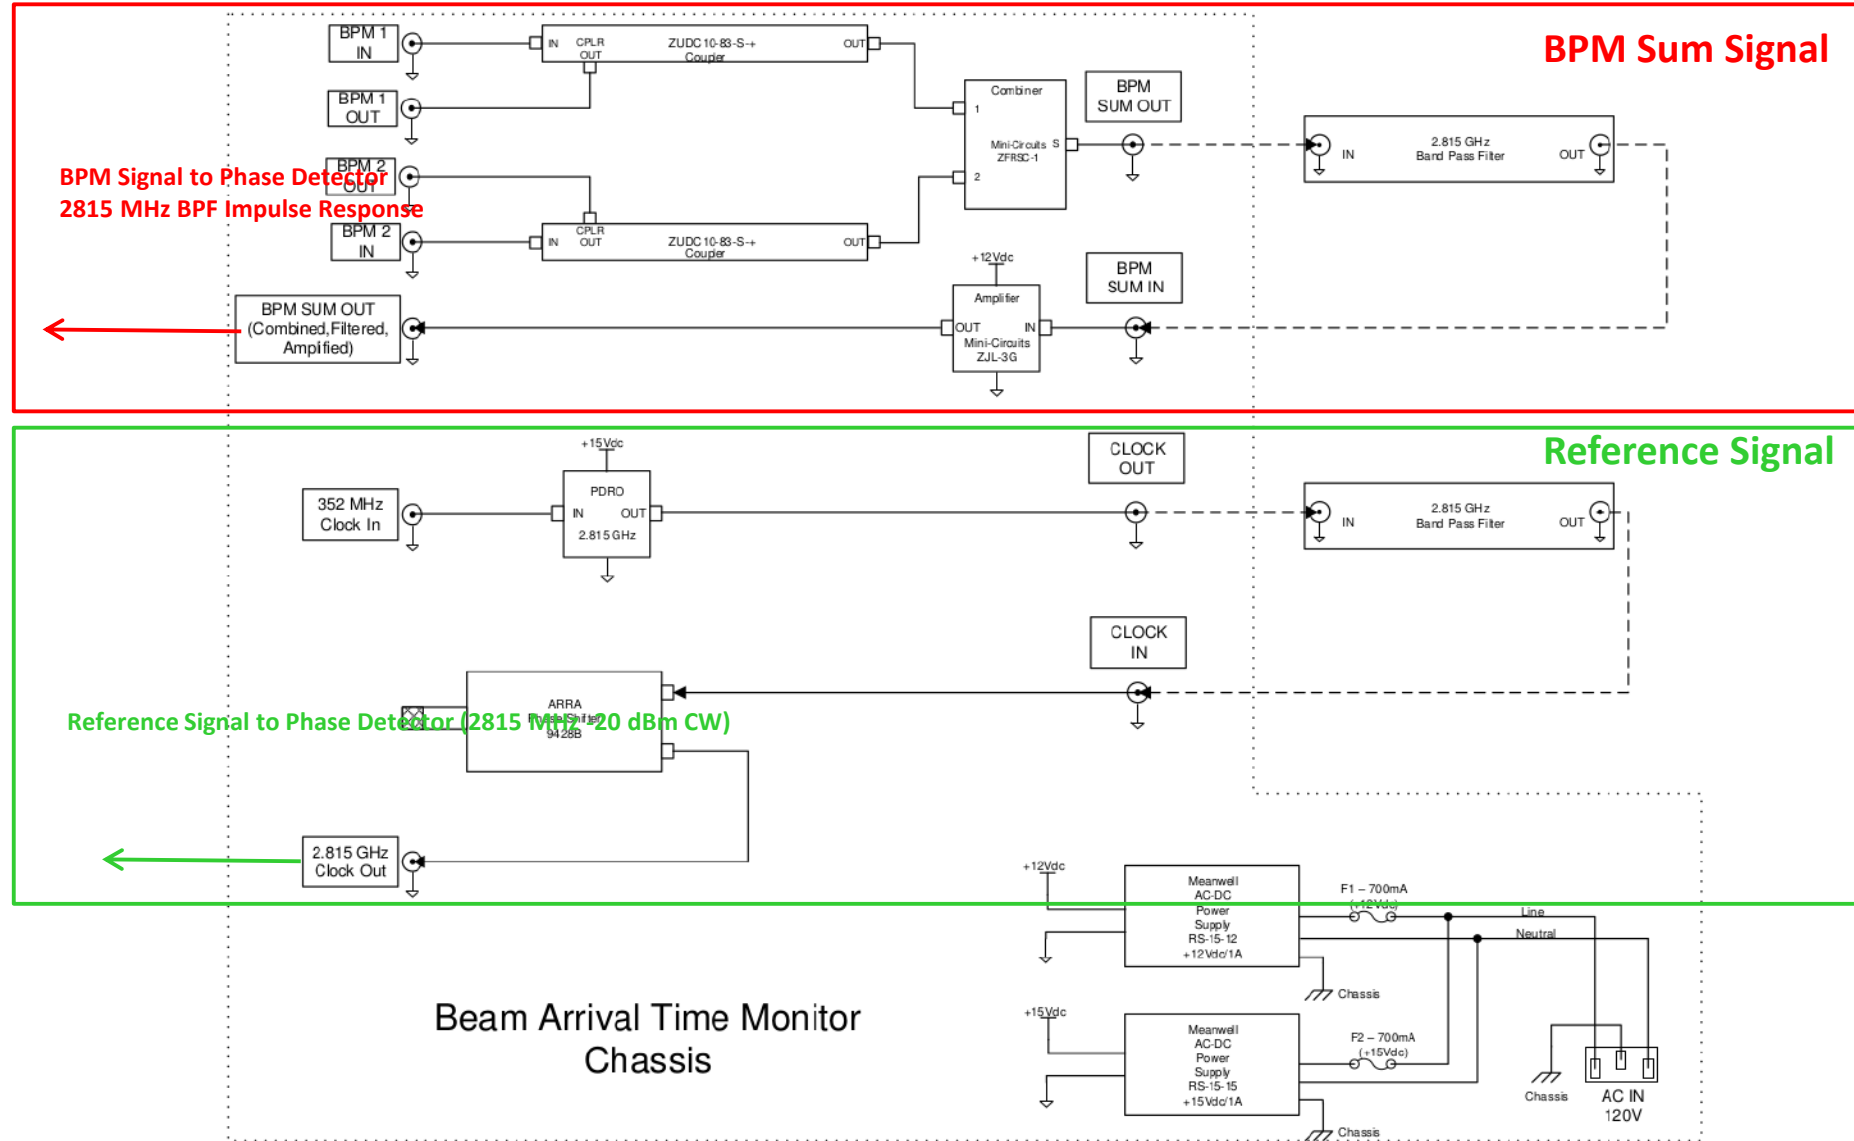 BPM Sum Signal
BPM 1
IN
IN
CPLR
OUT
ZUDC10-83-S-+
Coupler
OUT
BPM 1
OUT
Combiner
1
Mini-Circuits
ZFRSC-1
S
2
BPM
SUM OUT
IN
2.815 GHz
Band Pass Filter
OUT
BPM Signal to Phase Detector
2815 MHz BPF Impulse Response
BPM 2
OUT
BPM 2
IN
IN
CPLR
OUT
ZUDC10-83-S-+
Coupler
OUT
+12Vdc
BPM
SUM IN
Amplifier
OUT
IN
Mini-Circuits
ZJL-3G
BPM SUM OUT
(Combined,Filtered,
Amplified)
Reference Signal
+15Vdc
CLOCK
OUT
352 MHz
Clock In
PDRO
IN
OUT
2.815 GHz
IN
2.815 GHz
Band Pass Filter
OUT
CLOCK
IN
ARRA
Phase Shifter
9428B
Reference Signal to Phase Detector (2815 MHz -20 dBm CW)
2.815 GHz
Clock Out
+12Vdc
Meanwell
AC-DC
Power
Supply
RS-15-12
+12Vdc/1A
F1 – 700mA
(+12Vdc)
Line
Neutral
Chassis
Beam Arrival Time Monitor
Chassis
+15Vdc
Meanwell
AC-DC
Power
Supply
RS-15-15
+15Vdc/1A
F2 – 700mA
(+15Vdc)
Chassis
Chassis
AC IN
120V